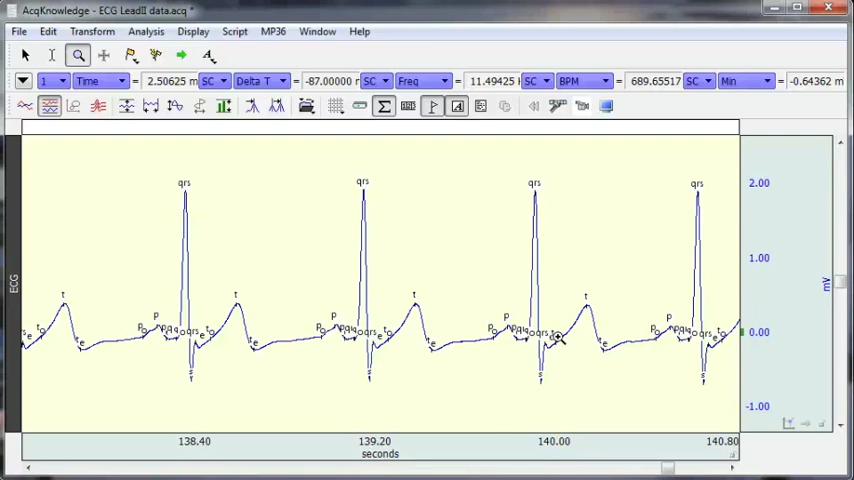 AcqKnowledge - ECG LeadII data.acq *
File Edit Transform Analysis Display Script MP36 Window Help
1 Time 2.50625 m SC Delta T -87.00000 r SC Freq 11.49425 SC BPM 689.65517 SC Min -0.64362 m
qrs qrs qrs qrs
2.00
1.00
t t t t
p p p
0.00
-1.00
ECG
mV
138.40 139.20 140.00 140.80
seconds